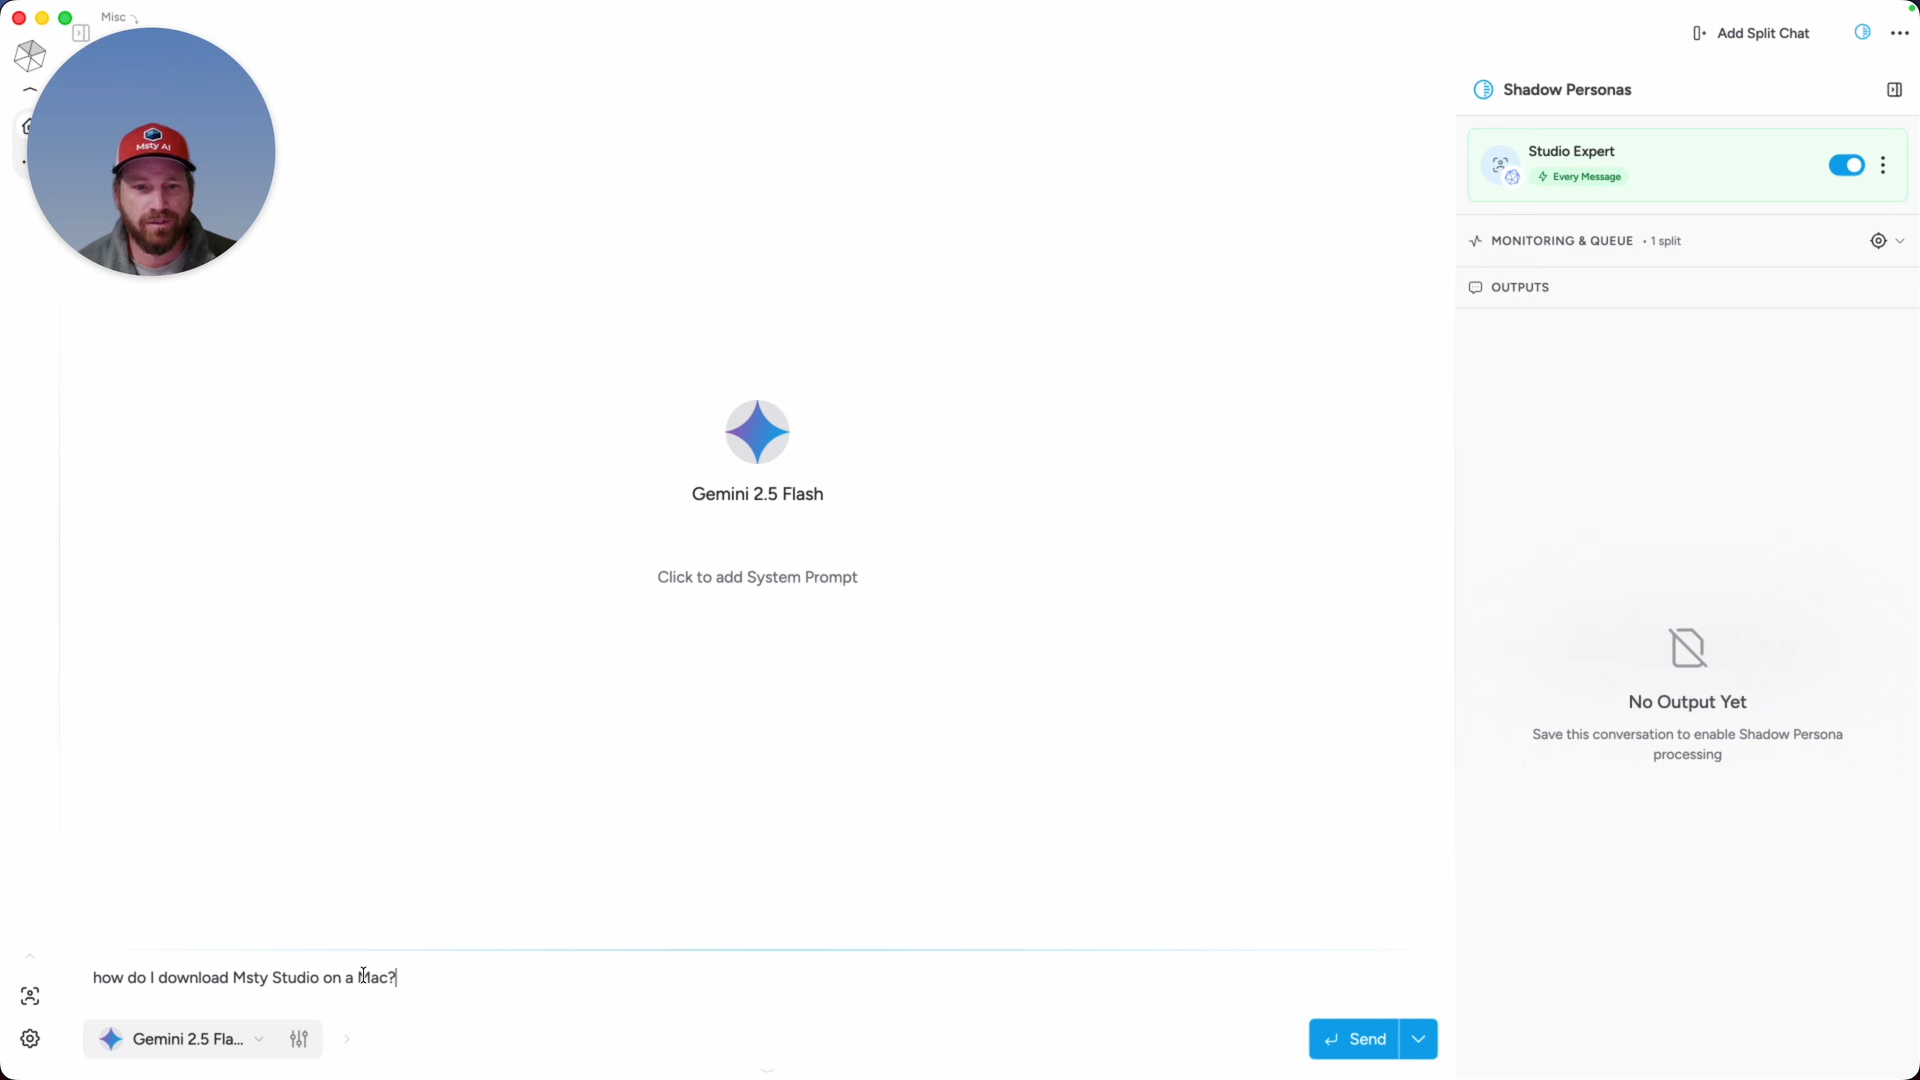 Misc
Add Split Chat
Msty AI
Shadow Personas
Studio Expert
Every Message
MONITORING & QUEUE • 1 split
OUTPUTS
Gemini 2.5 Flash
Click to add System Prompt
No Output Yet
Save this conversation to enable Shadow Persona
processing
how do I download Msty Studio on a Mac?
Gemini 2.5 Fla...
Send